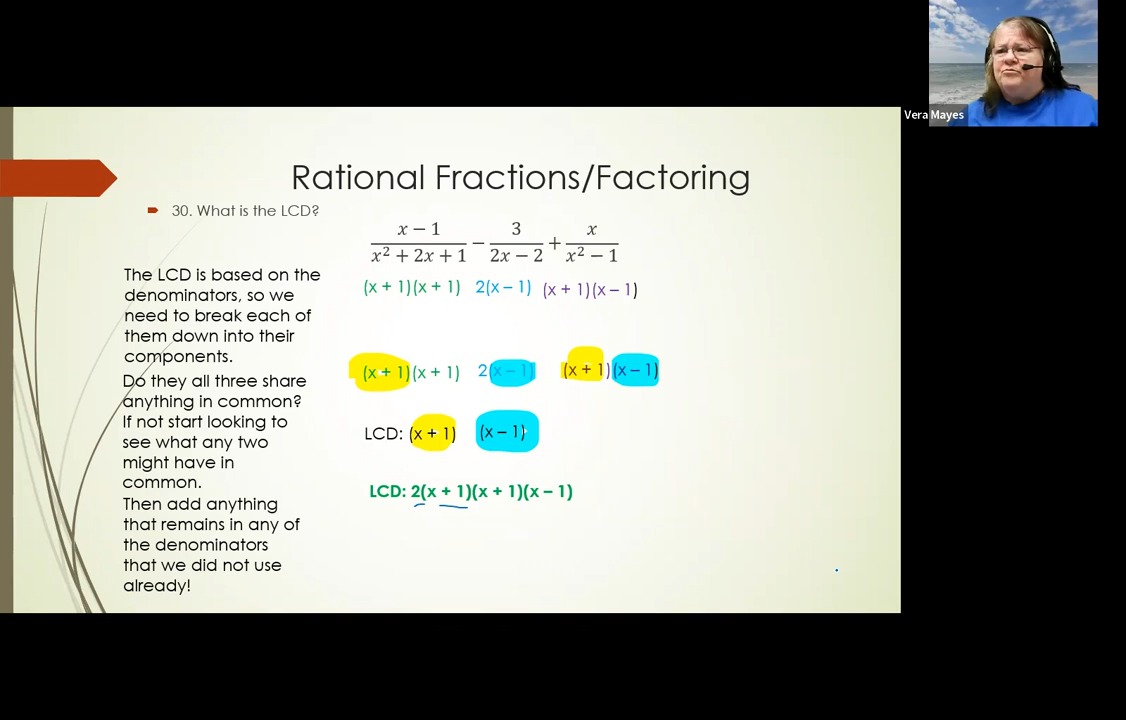 Vera Mayes
Rational Fractions/Factoring
30. What is the LCD?
x − 1 / x² + 2x + 1 − 3 / 2x − 2 + x / x² − 1
(x + 1)(x + 1) 2(x − 1) (x + 1)(x − 1)
The LCD is based on the
denominators, so we
need to break each of
them down into their
components.
Do they all three share
anything in common?
If not start looking to
see what any two
might have in
common.
Then add anything
that remains in any of
the denominators
that we did not use
already!
(x + 1)(x + 1) 2(x − 1) (x + 1)(x − 1)
LCD: (x + 1) (x − 1)
LCD: 2(x + 1)(x + 1)(x − 1)